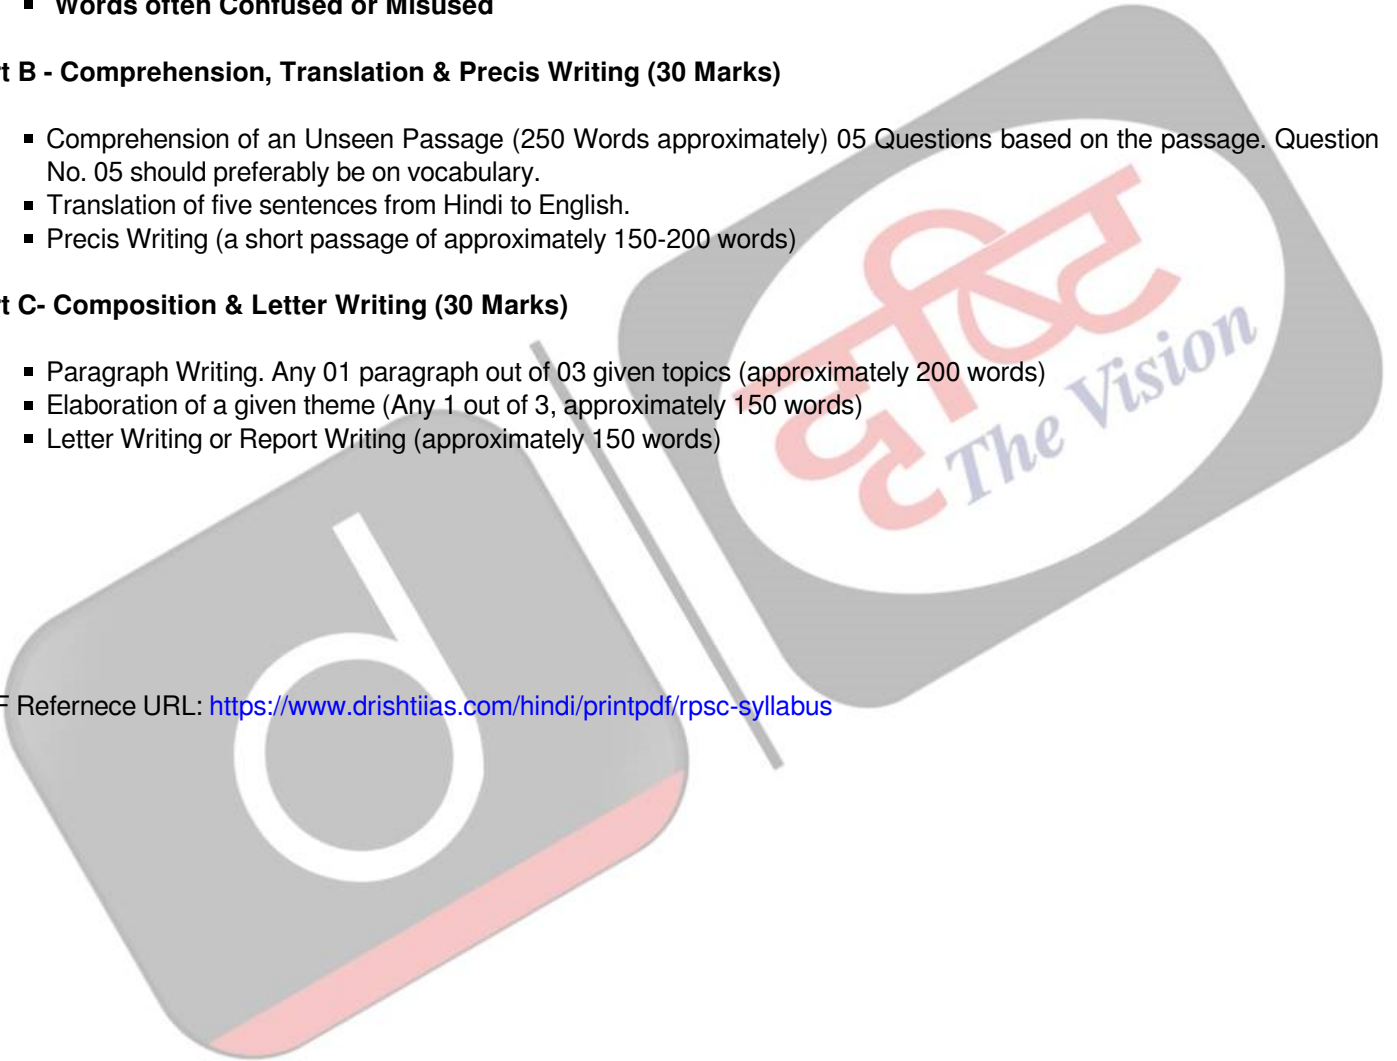 ▪ Words often Confused or Misused
t B - Comprehension, Translation & Precis Writing (30 Marks)
▪ Comprehension of an Unseen Passage (250 Words approximately) 05 Questions based on the passage. Question
No. 05 should preferably be on vocabulary.
▪ Translation of five sentences from Hindi to English.
▪ Precis Writing (a short passage of approximately 150-200 words)
t C- Composition & Letter Writing (30 Marks)
▪ Paragraph Writing. Any 01 paragraph out of 03 given topics (approximately 200 words)
▪ Elaboration of a given theme (Any 1 out of 3, approximately 150 words)
▪ Letter Writing or Report Writing (approximately 150 words)
दृष्टि
The Vision
d
F Refernece URL: https://www.drishtiias.com/hindi/printpdf/rpsc-syllabus